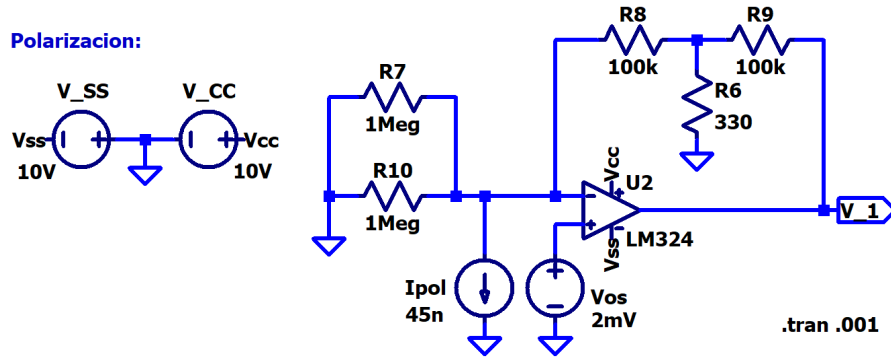 Polarizacion:
V_SS
V_CC
Vss
Vcc
10V
10V
R7
1Meg
R10
1Meg
R8
100k
R9
100k
R6
330
Vcc
U2
LM324
Vss
V_1
Ipol
45n
Vos
2mV
.tran .001